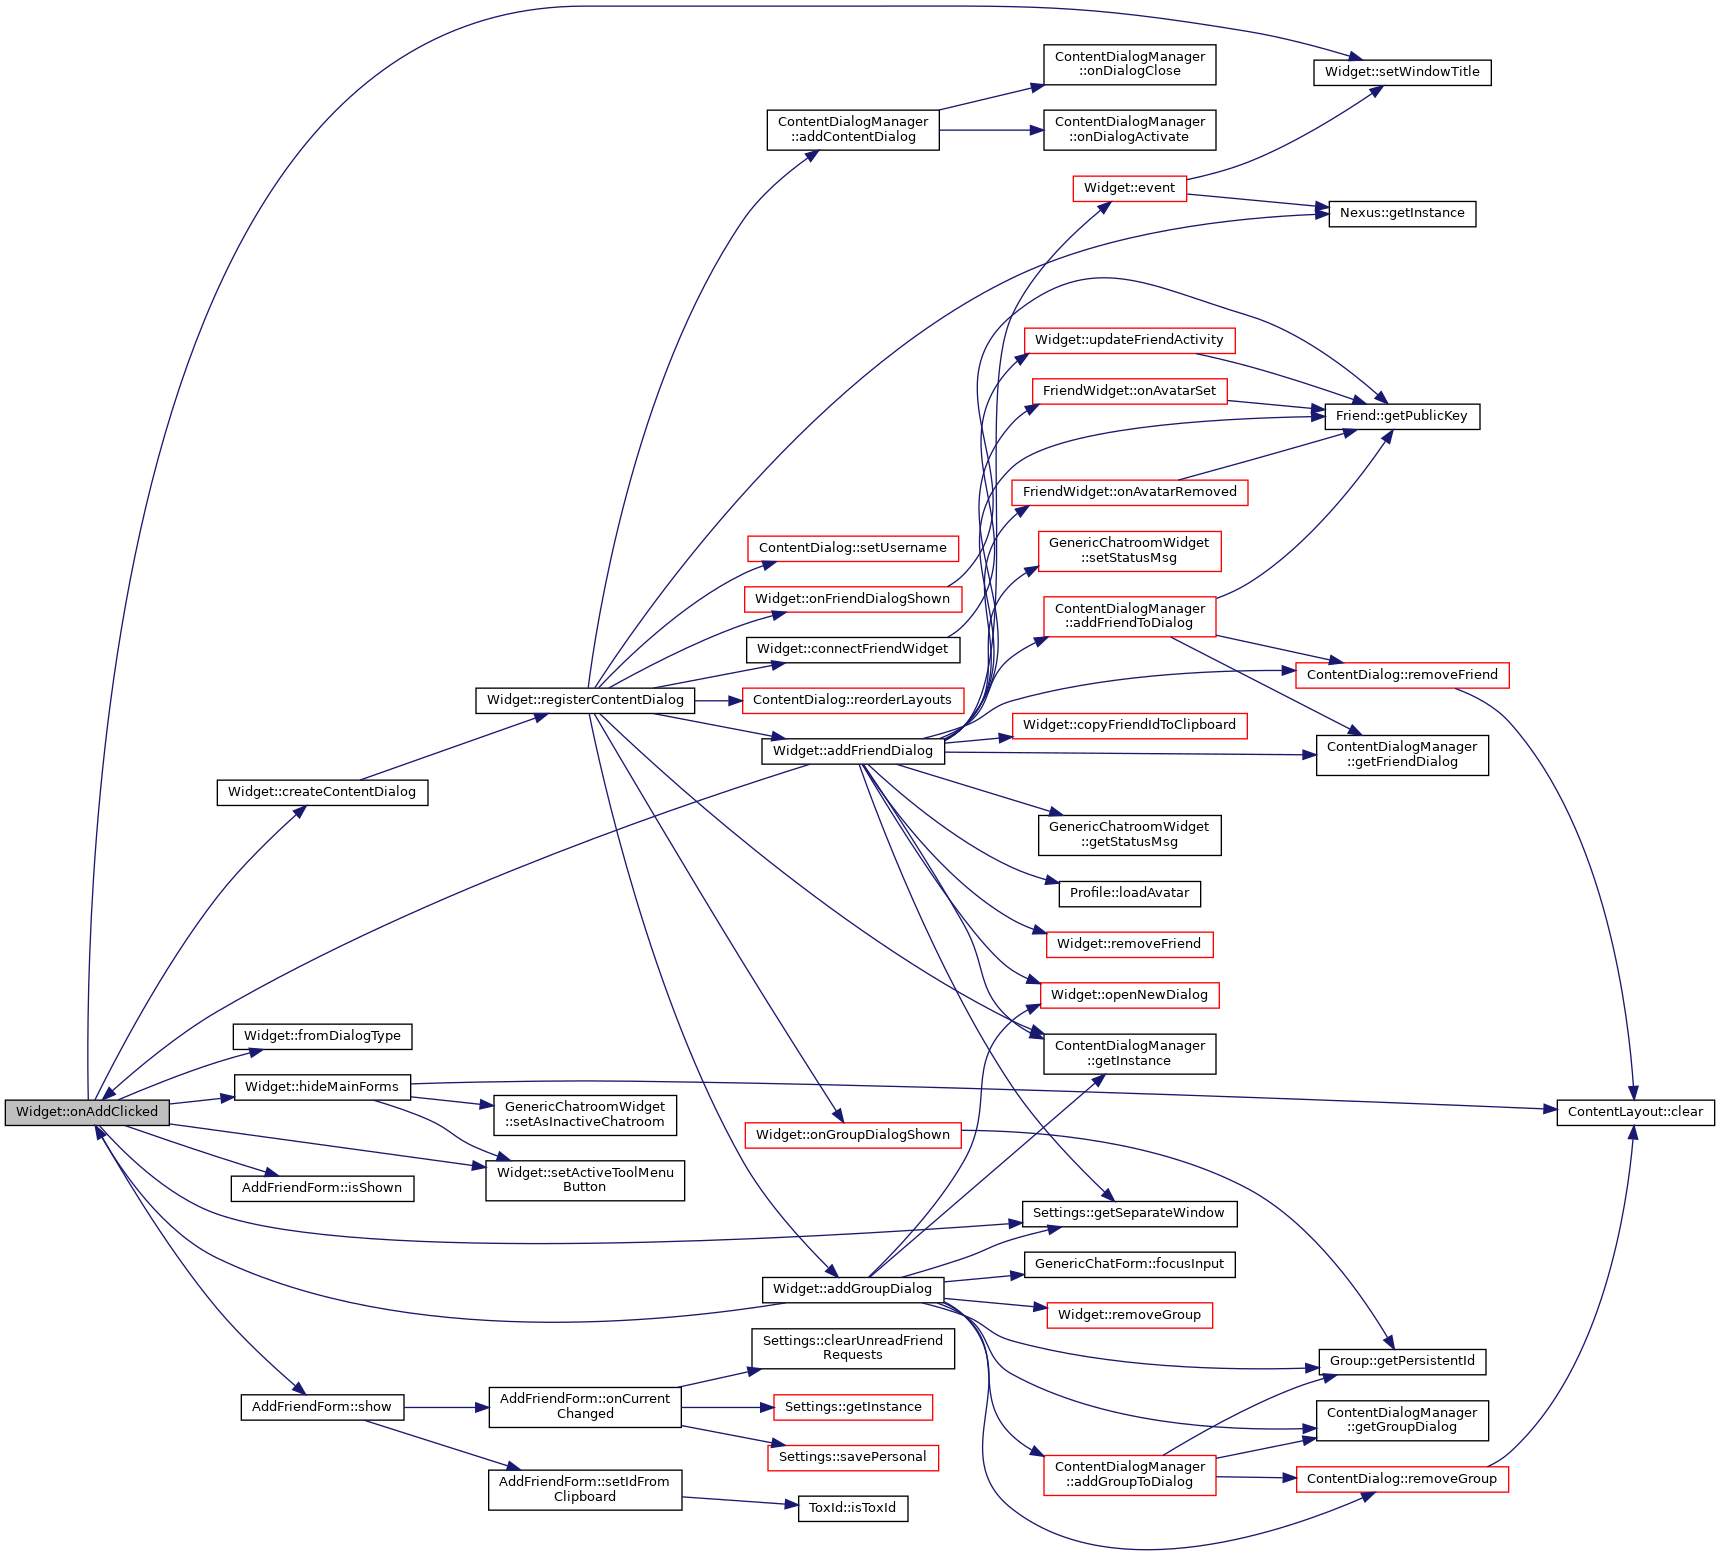 Widget::onAddClicked
Widget::createContentDialog
Widget::fromDialogType
Widget::hideMainForms
AddFriendForm::isShown
AddFriendForm::show
Widget::registerContentDialog
GenericChatroomWidget
::setAsInactiveChatroom
Widget::setActiveToolMenu
Button
AddFriendForm::onCurrent
Changed
AddFriendForm::setIdFrom
Clipboard
ContentDialogManager
::addContentDialog
ContentDialog::setUsername
Widget::onFriendDialogShown
Widget::connectFriendWidget
ContentDialog::reorderLayouts
Widget::addFriendDialog
Widget::onGroupDialogShown
Widget::addGroupDialog
Settings::clearUnreadFriend
Requests
Settings::getInstance
Settings::savePersonal
ToxId::isToxId
ContentDialogManager
::onDialogClose
ContentDialogManager
::onDialogActivate
Widget::event
Widget::updateFriendActivity
FriendWidget::onAvatarSet
FriendWidget::onAvatarRemoved
GenericChatroomWidget
::setStatusMsg
ContentDialogManager
::addFriendToDialog
Widget::copyFriendIdToClipboard
GenericChatroomWidget
::getStatusMsg
Profile::loadAvatar
Widget::removeFriend
Widget::openNewDialog
ContentDialogManager
::getInstance
Settings::getSeparateWindow
GenericChatForm::focusInput
Widget::removeGroup
ContentDialogManager
::addGroupToDialog
Widget::setWindowTitle
Nexus::getInstance
Friend::getPublicKey
ContentDialog::removeFriend
ContentDialogManager
::getFriendDialog
Group::getPersistentId
ContentDialogManager
::getGroupDialog
ContentDialog::removeGroup
ContentLayout::clear